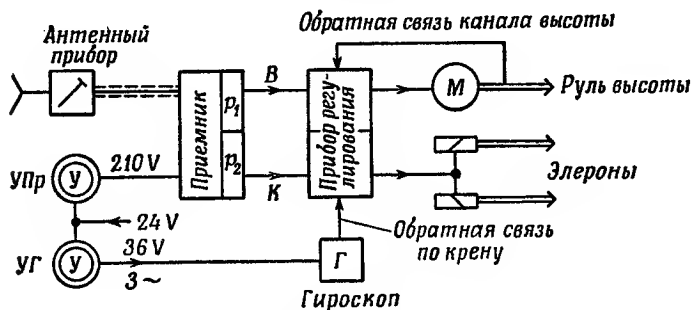 Обратная связь канала высоты
Антенный
прибор
Приемник
p1
p2
В
К
Прибор регу-
лирования
М
Руль высоты
Элероны
УПр
У
210 V
24 V
УГ
У
36 V
3 ~
Г
Гироскоп
Обратная связь
по крену